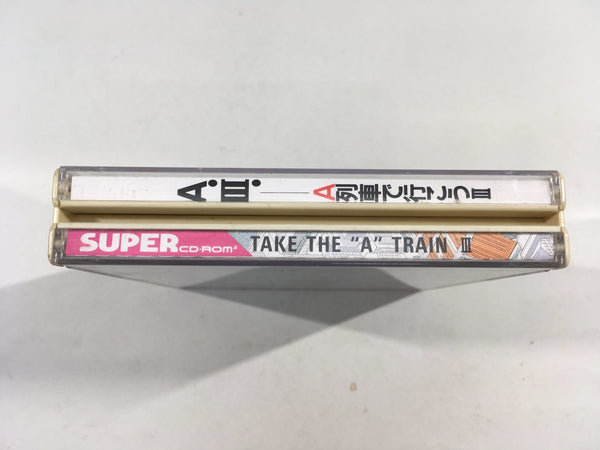 A.III. ── A列車で行こうIII
SUPER CD-ROM² TAKE THE "A" TRAIN III